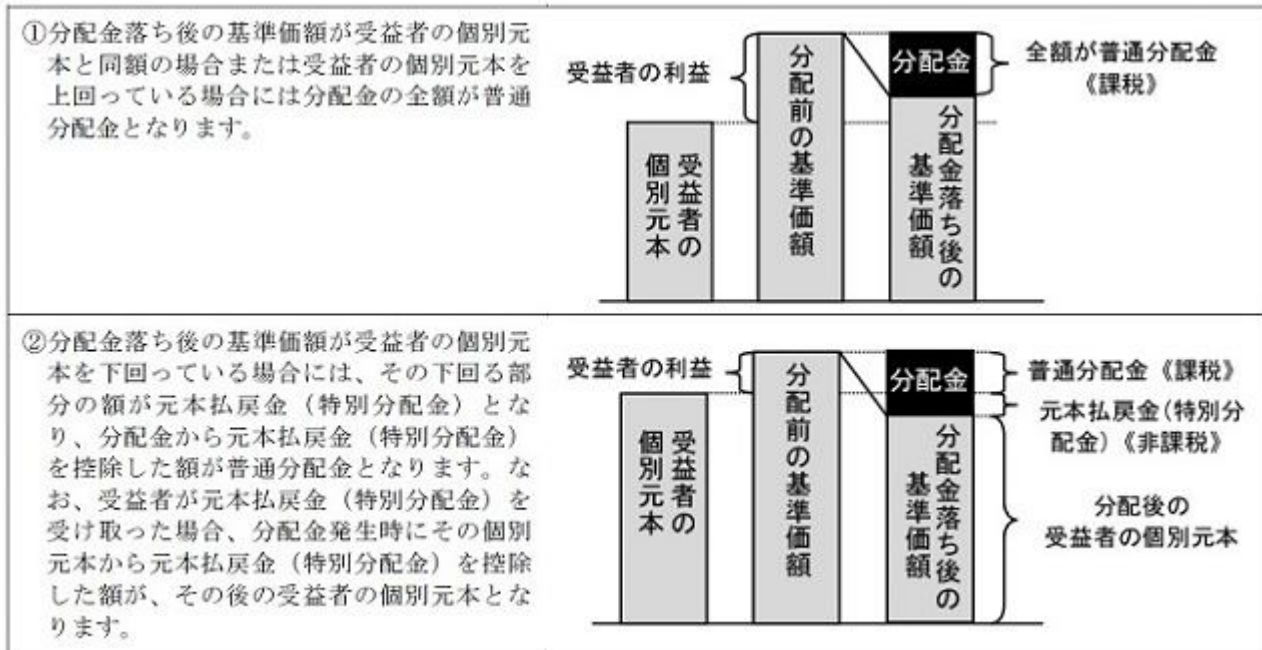 ①分配金落ち後の基準価額が受益者の個別元
本と同額の場合または受益者の個別元本を
上回っている場合には分配金の全額が普通
分配金となります。
受益者の利益
受益者の
個別元本
分配前の基準価額
分配金
分配金落ち後の
基準価額
全額が普通分配金
《課税》
②分配金落ち後の基準価額が受益者の個別元
本を下回っている場合には、その下回る部
分の額が元本払戻金（特別分配金）とな
り、分配金から元本払戻金（特別分配金）
を控除した額が普通分配金となります。な
お、受益者が元本払戻金（特別分配金）を
受け取った場合、分配金発生時にその個別
元本から元本払戻金（特別分配金）を控除
した額が、その後の受益者の個別元本とな
ります。
受益者の利益
受益者の
個別元本
分配前の基準価額
分配金
分配金落ち後の
基準価額
普通分配金《課税》
元本払戻金（特別分
配金）《非課税》
分配後の
受益者の個別元本